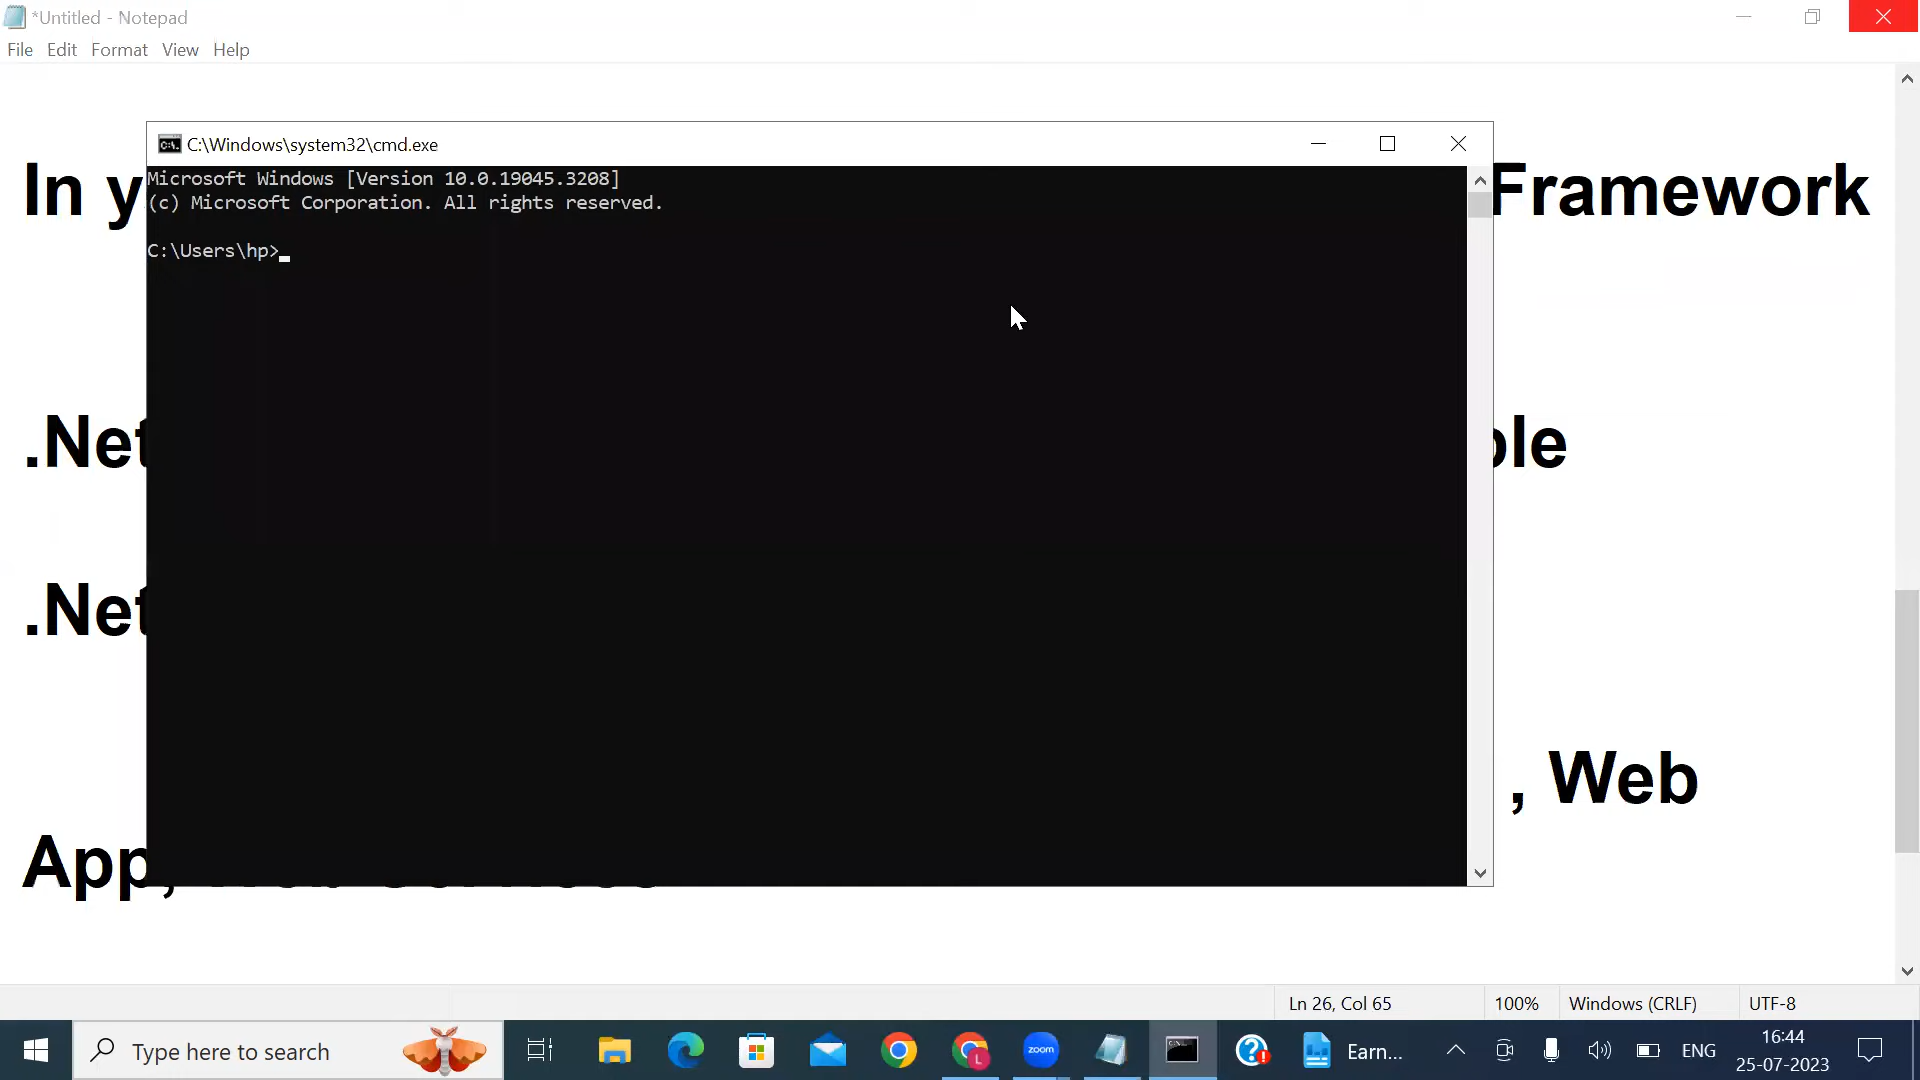 *Untitled - Notepad
File Edit Format View Help
C:\Windows\system32\cmd.exe
Microsoft Windows [Version 10.0.19045.3208]
(c) Microsoft Corporation. All rights reserved.
C:\Users\hp>
In y Framework
.Net
.Net
, Web
App,
Ln 26, Col 65 100% Windows (CRLF) UTF-8
Type here to search zoom L Earn... ENG 16:44
25-07-2023